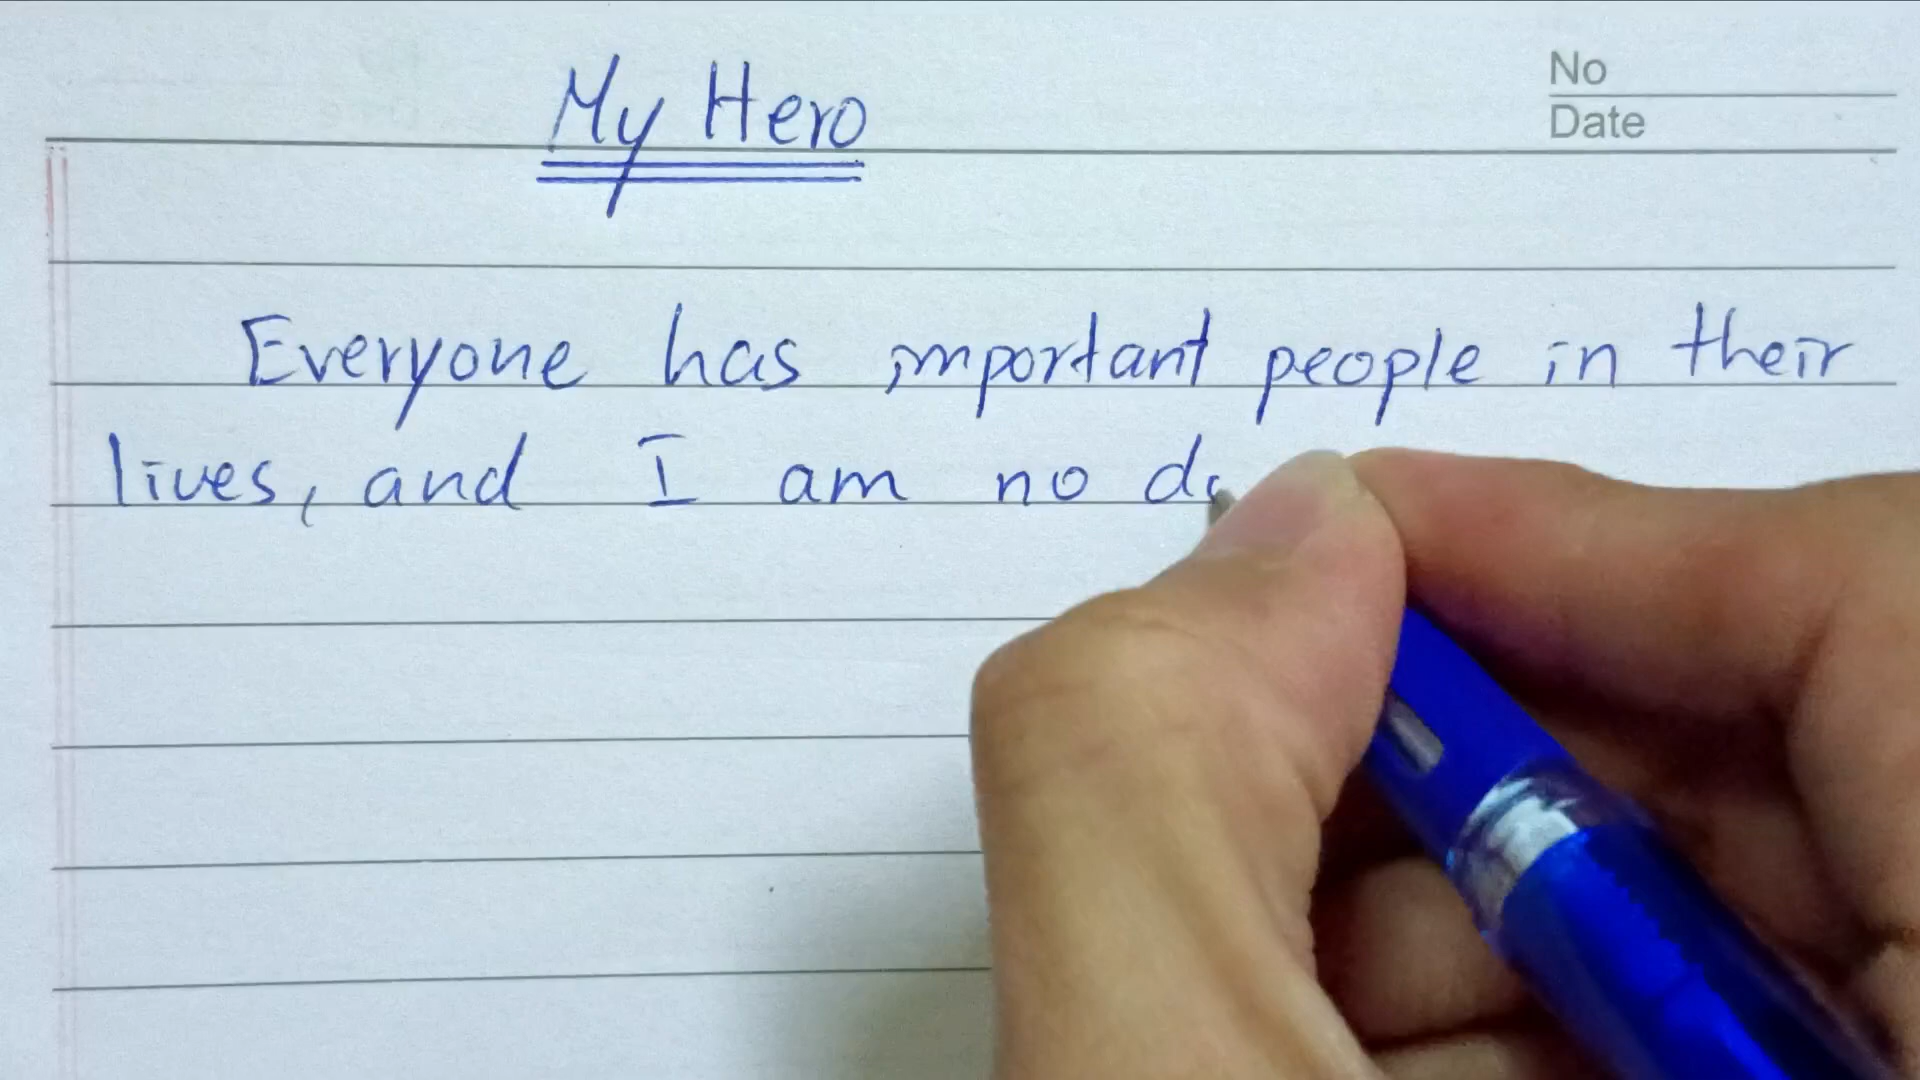 My Hero
No
Date
Everyone has important people in their
lives, and I am no